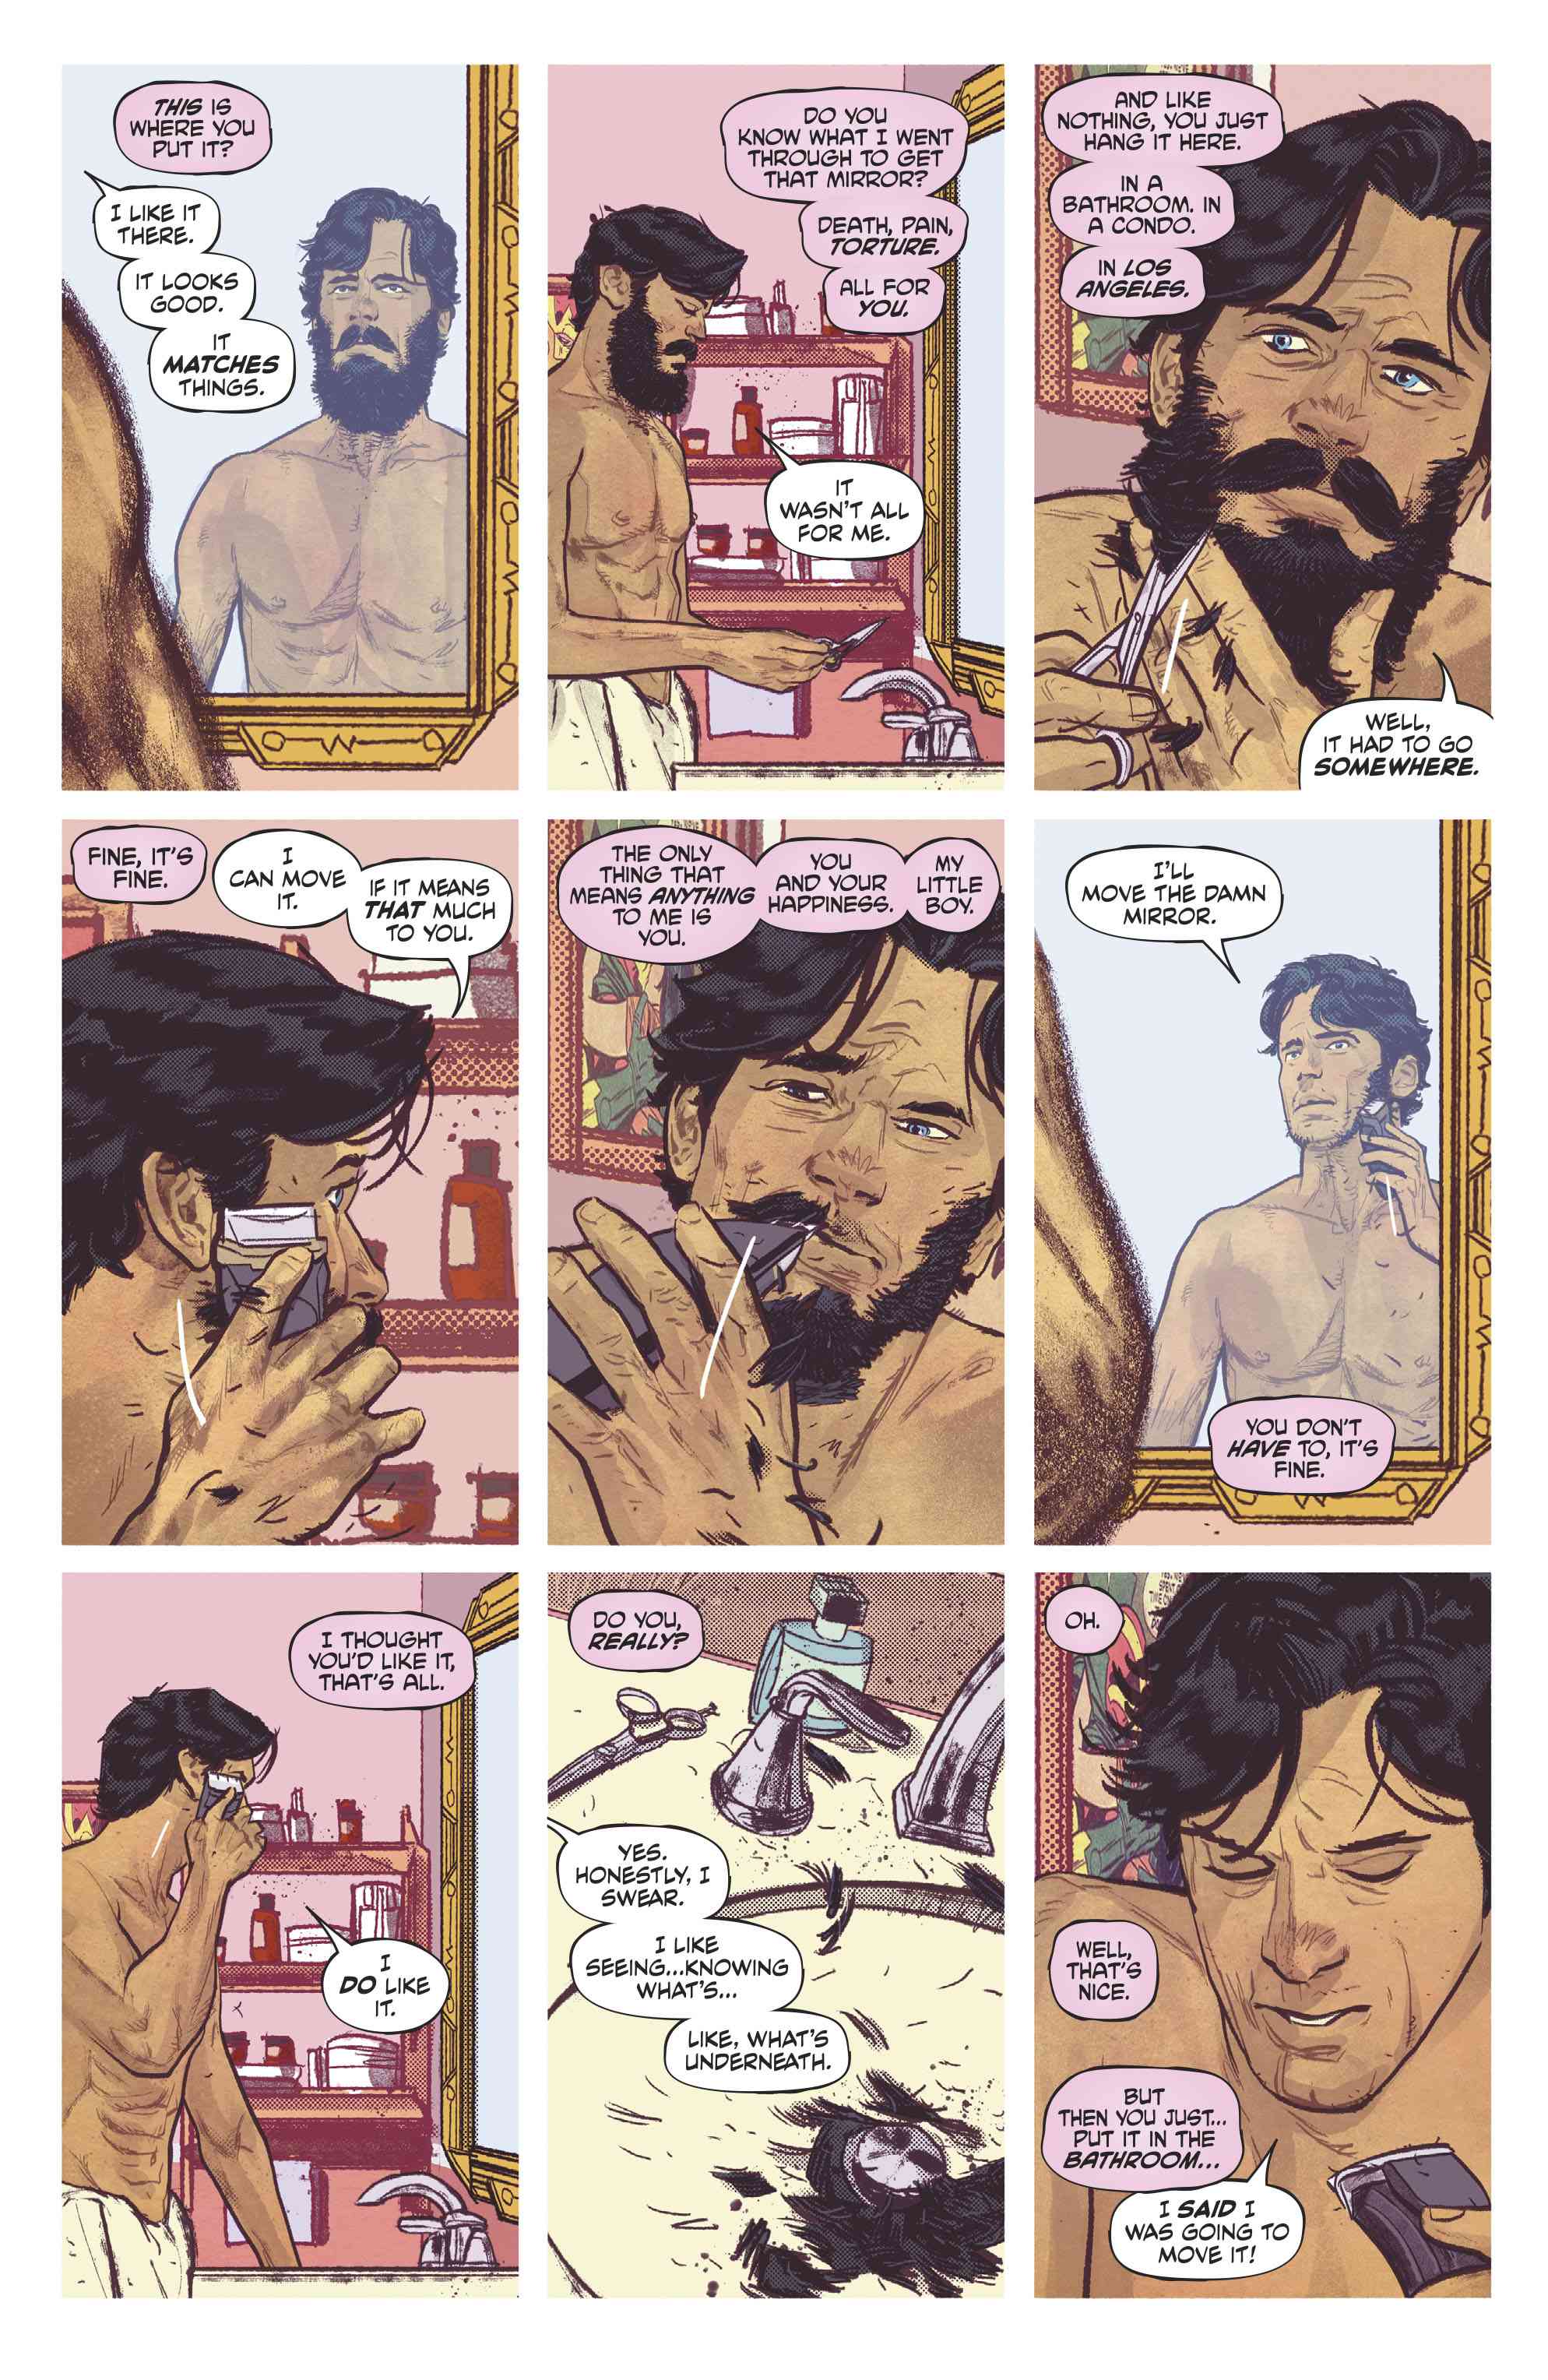 THIS IS
WHERE YOU
PUT IT?
I LIKE IT
THERE.
IT LOOKS
GOOD.
IT
MATCHES
THINGS.
DO YOU
KNOW WHAT I WENT
THROUGH TO GET
THAT MIRROR?
DEATH, PAIN,
TORTURE.
ALL FOR
YOU.
IT
WASN'T ALL
FOR ME.
AND LIKE
NOTHING, YOU JUST
HANG IT HERE.
IN A
BATHROOM. IN
A CONDO.
IN LOS
ANGELES.
WELL,
IT HAD TO GO
SOMEWHERE.
FINE, IT'S
FINE.
I
CAN MOVE
IT.
IF IT MEANS
THAT MUCH
TO YOU.
THE ONLY
THING THAT
MEANS ANYTHING
TO ME IS
YOU.
YOU
AND YOUR
HAPPINESS.
MY
LITTLE
BOY.
I'LL
MOVE THE DAMN
MIRROR.
YOU DON'T
HAVE TO, IT'S
FINE.
I THOUGHT
YOU'D LIKE IT,
THAT'S ALL.
I
DO LIKE
IT.
DO YOU,
REALLY?
YES.
HONESTLY, I
SWEAR.
I LIKE
SEEING...KNOWING
WHAT'S...
LIKE, WHAT'S
UNDERNEATH.
OH.
WELL,
THAT'S
NICE.
BUT
THEN YOU JUST...
PUT IT IN THE
BATHROOM...
I SAID I
WAS GOING TO
MOVE IT!